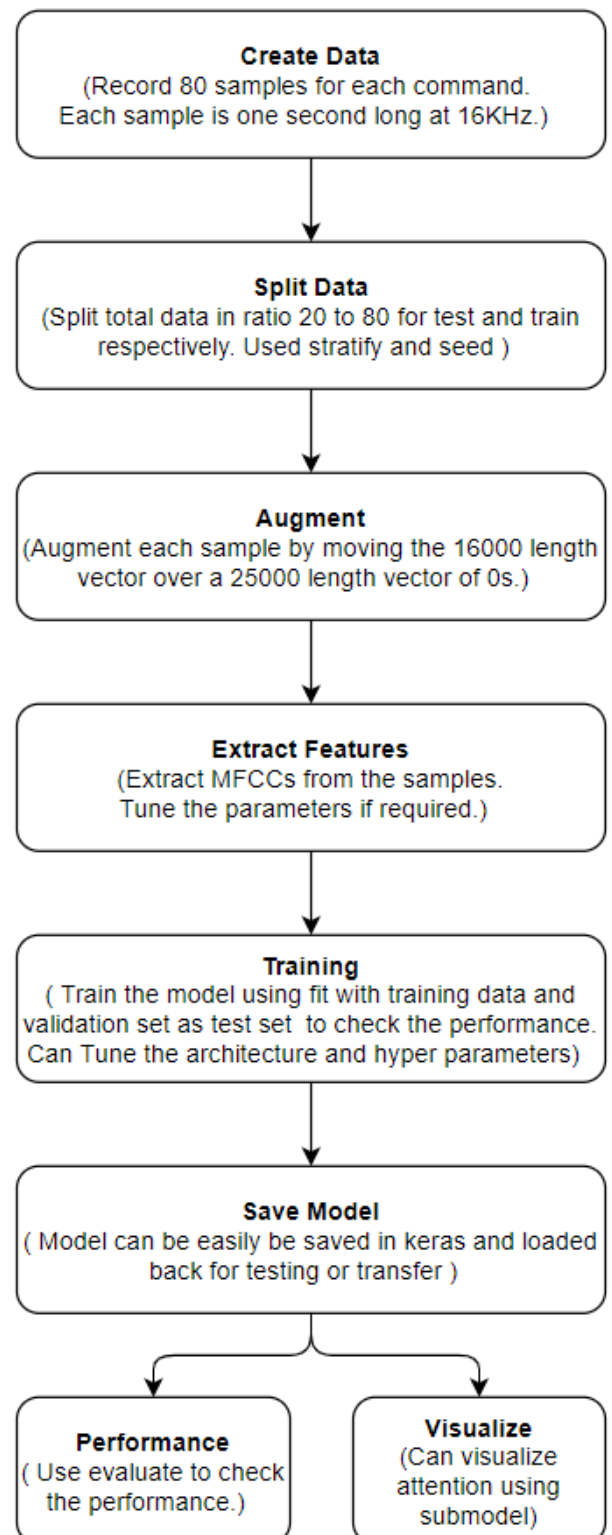 Create Data
(Record 80 samples for each command.
Each sample is one second long at 16KHz.)
Split Data
(Split total data in ratio 20 to 80 for test and train
respectively. Used stratify and seed )
Augment
(Augment each sample by moving the 16000 length
vector over a 25000 length vector of 0s.)
Extract Features
(Extract MFCCs from the samples.
Tune the parameters if required.)
Training
( Train the model using fit with training data and
validation set as test set to check the performance.
Can Tune the architecture and hyper parameters)
Save Model
( Model can be easily be saved in keras and loaded
back for testing or transfer )
Performance
( Use evaluate to check
the performance.)
Visualize
(Can visualize
attention using
submodel)